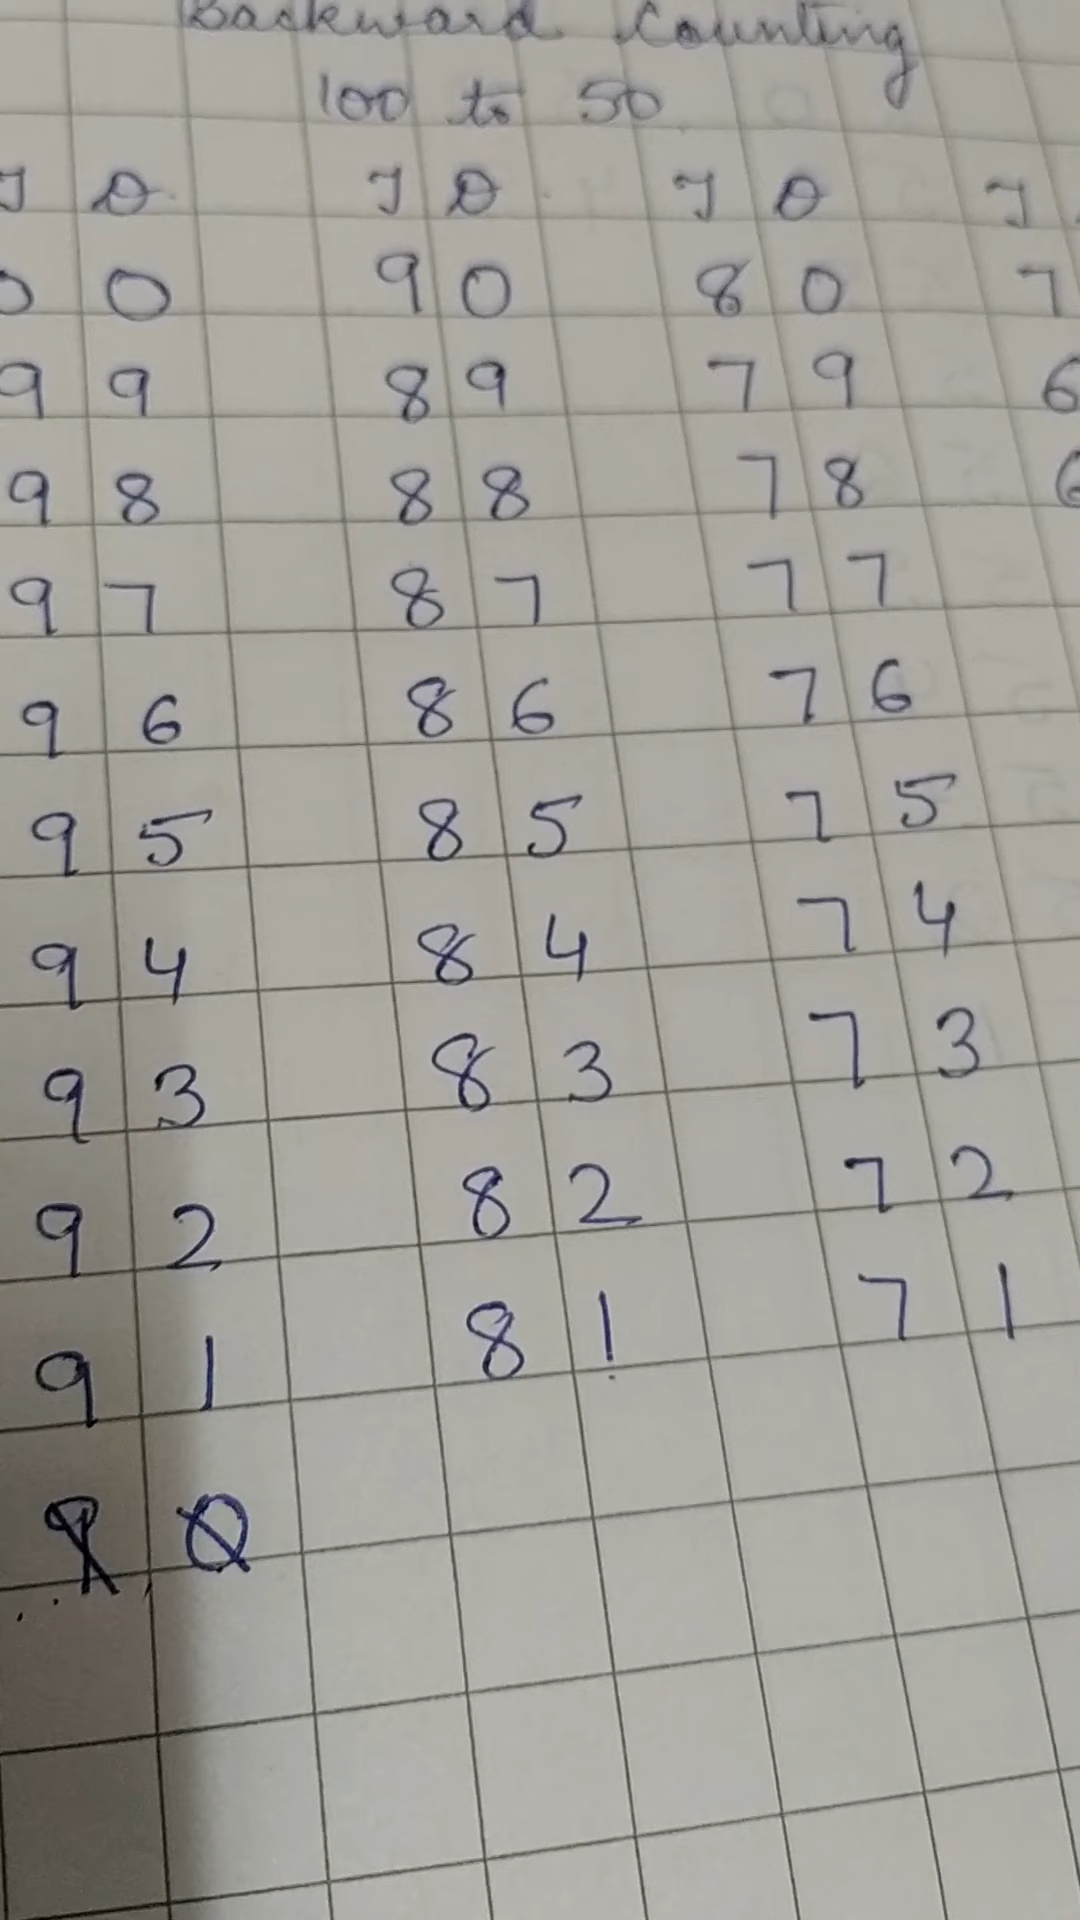 Backward Counting
100 to 50
T O T O T O T
0 0 9 0 8 0 7
9 9 8 9 7 9 6
9 8 8 8 7 8 6
9 7 8 7 7 7
9 6 8 6 7 6
9 5 8 5 7 5
9 4 8 4 7 4
9 3 8 3 7 3
9 2 8 2 7 2
9 1 8 1 7 1
9 0